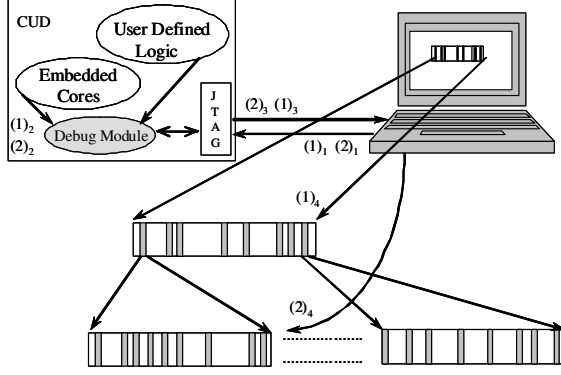 CUD
User Defined
Logic
Embedded
Cores
(1)₂
(2)₂
Debug Module
J
T
A
G
(2)₃ (1)₃
(1)₁ (2)₁
(1)₄
(2)₄